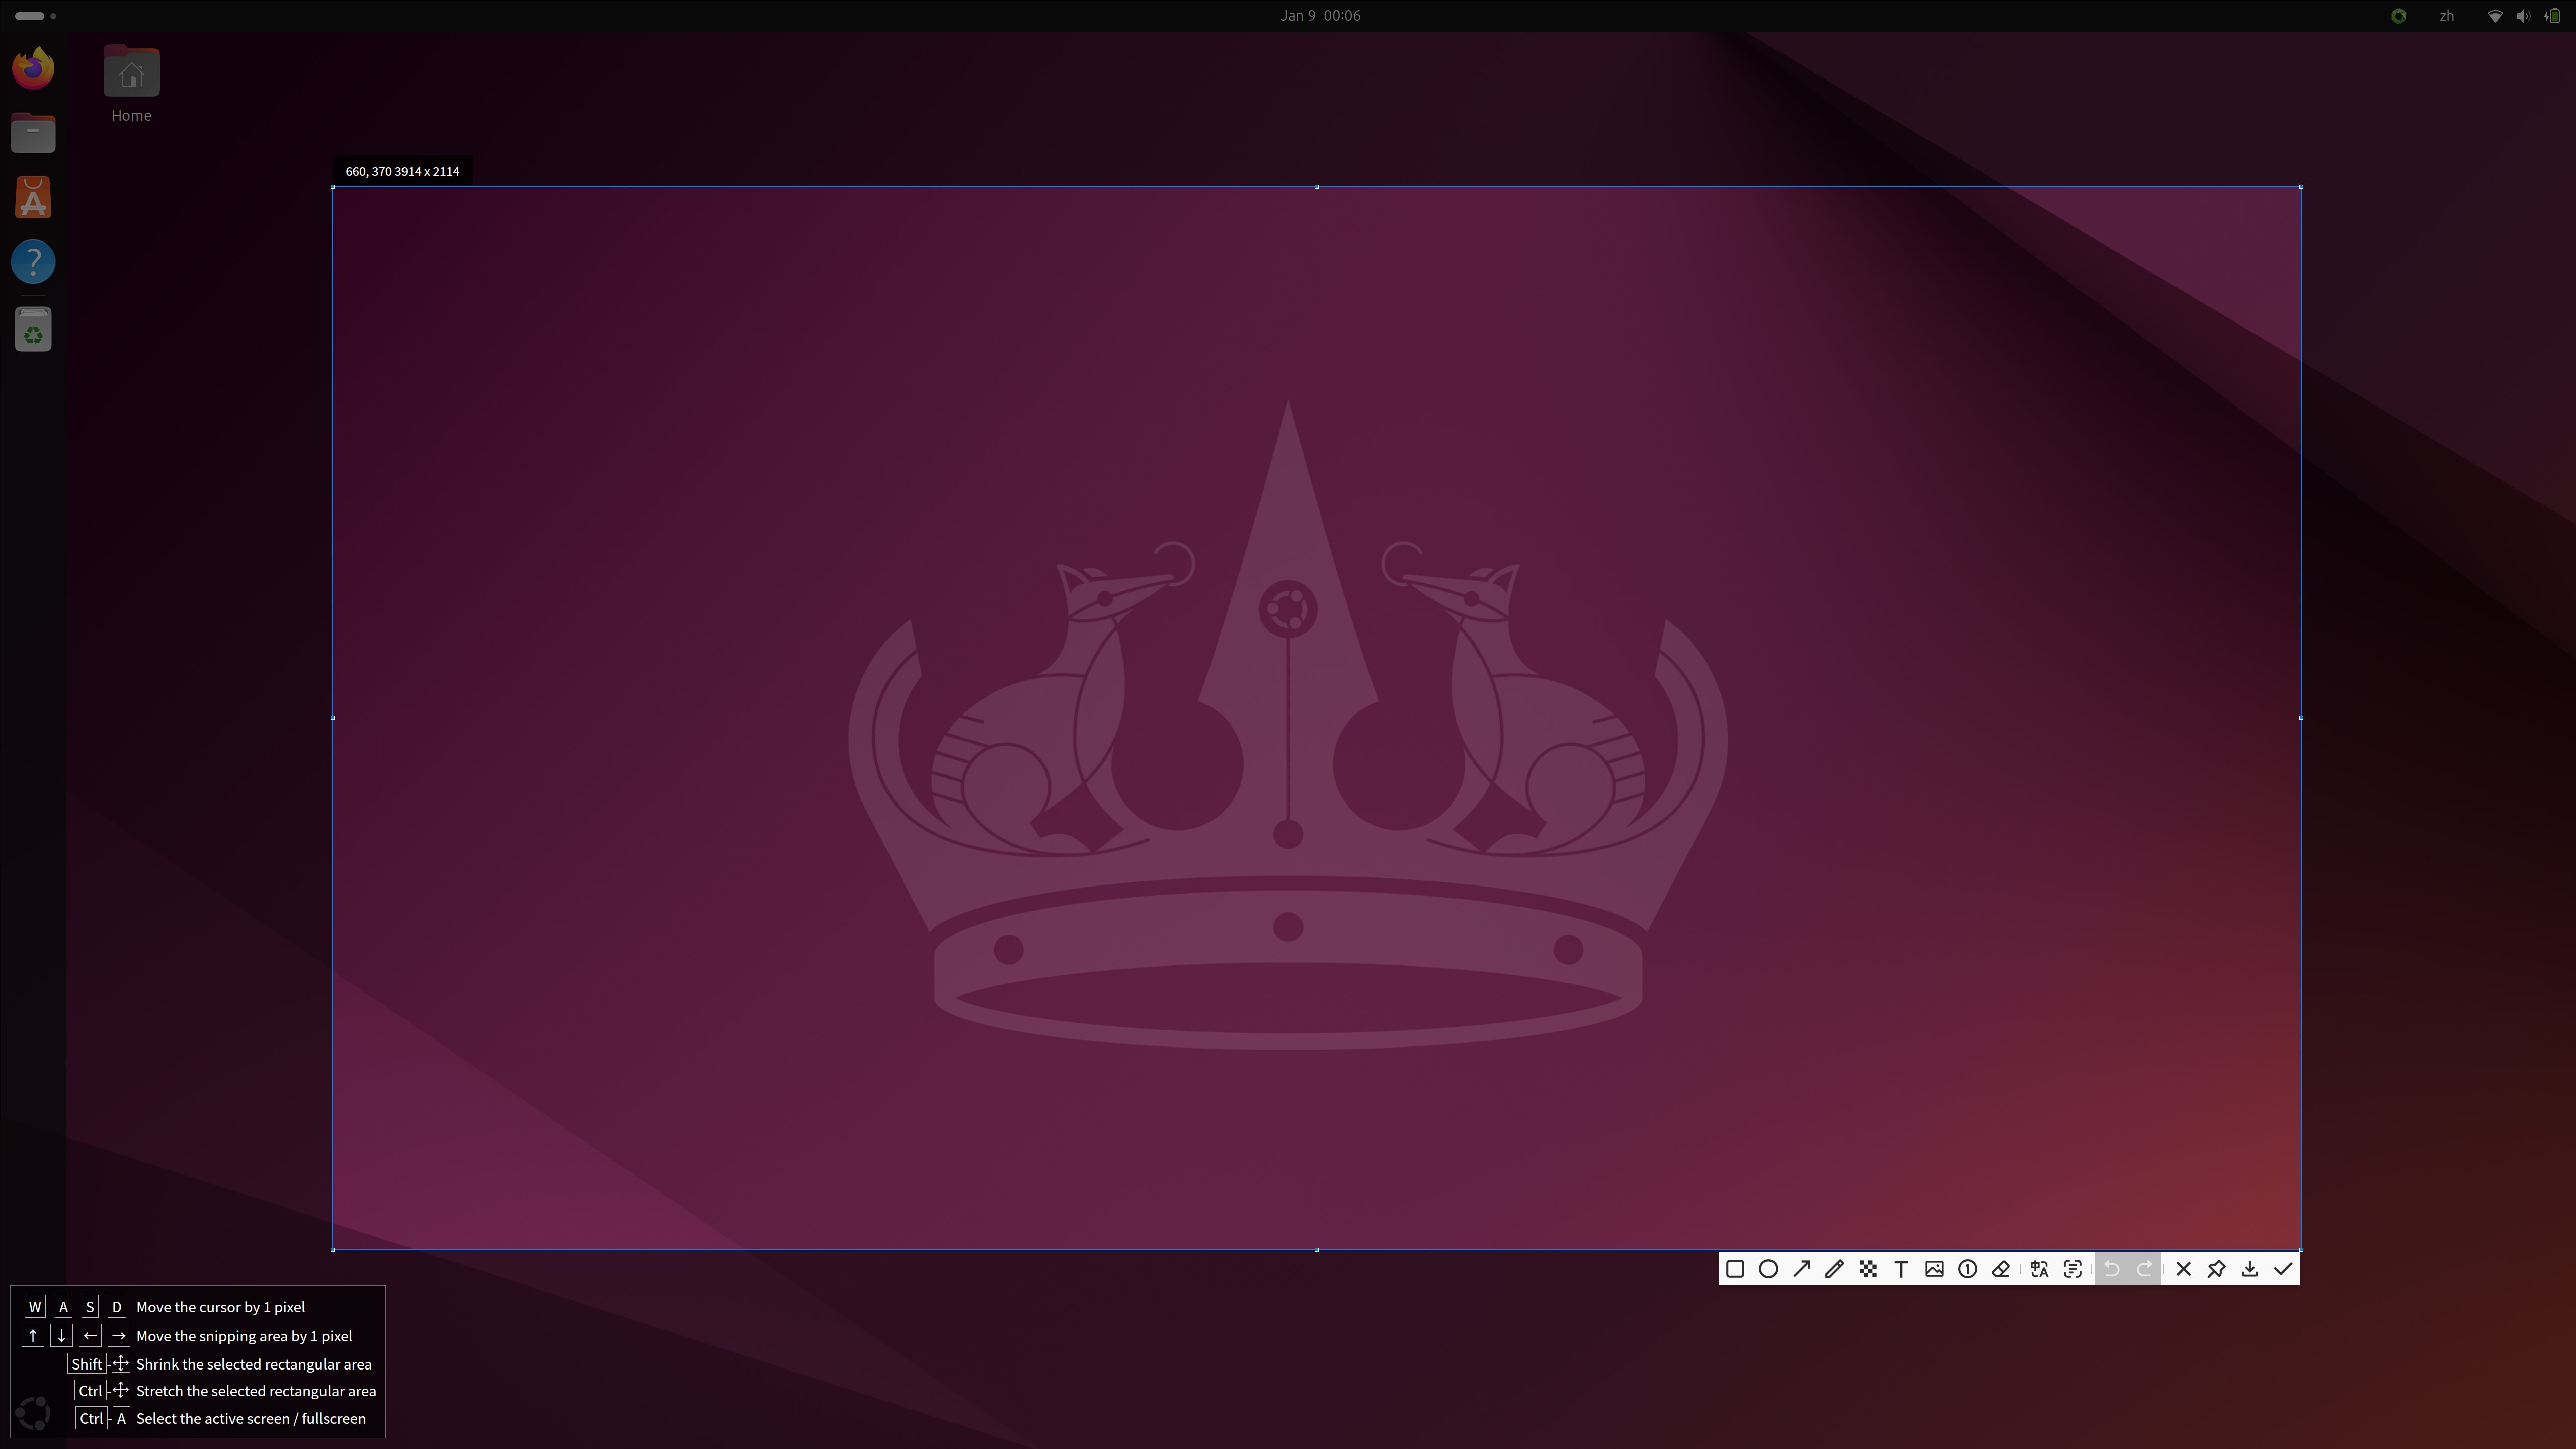 Jan 9 00:06
zh
Home
660, 370 3914 x 2114
W A S D Move the cursor by 1 pixel
↑ ↓ ← → Move the snipping area by 1 pixel
Shift - Shrink the selected rectangular area
Ctrl - Stretch the selected rectangular area
Ctrl - A Select the active screen / fullscreen